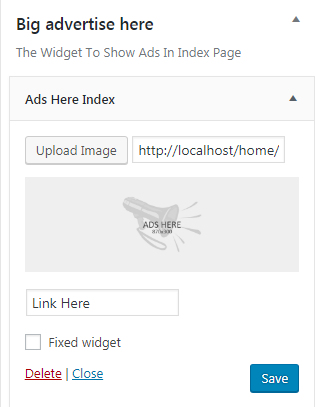 Big advertise here
The Widget To Show Ads In Index Page
Ads Here Index
Upload Image http://localhost/home/
ADS HERE
Link Here
Fixed widget
Delete | Close
Save